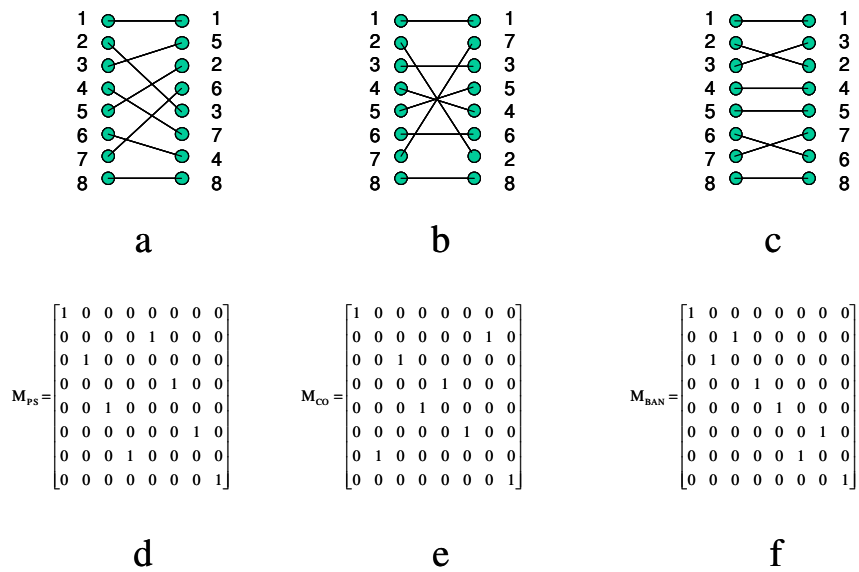 1 1 1 1 1 1
2 5 2 7 2 3
3 2 3 3 3 2
4 6 4 5 4 4
5 3 5 4 5 5
6 7 6 6 6 7
7 4 7 2 7 6
8 8 8 8 8 8
a b c
1 0 0 0 0 0 0 0 1 0 0 0 0 0 0 0 1 0 0 0 0 0 0 0
0 0 0 0 1 0 0 0 0 0 0 0 0 0 1 0 0 0 1 0 0 0 0 0
0 1 0 0 0 0 0 0 0 0 1 0 0 0 0 0 0 1 0 0 0 0 0 0
0 0 0 0 0 1 0 0 0 0 0 0 1 0 0 0 0 0 0 1 0 0 0 0
M_PS = M_CO = M_BAN =
0 0 1 0 0 0 0 0 0 0 0 1 0 0 0 0 0 0 0 0 1 0 0 0
0 0 0 0 0 0 1 0 0 0 0 0 0 1 0 0 0 0 0 0 0 0 1 0
0 0 0 1 0 0 0 0 0 1 0 0 0 0 0 0 0 0 0 0 0 1 0 0
0 0 0 0 0 0 0 1 0 0 0 0 0 0 0 1 0 0 0 0 0 0 0 1
d e f